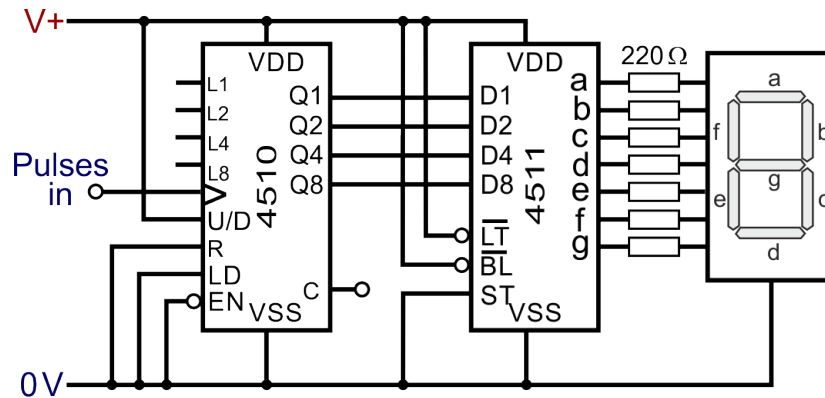 V+
VDD
L1
L2
L4
L8
Q1
Q2
Q4
Q8
4510
Pulses
in
U/D
R
LD
EN
C
VSS
VDD
D1
D2
D4
D8
4511
LT
BL
ST
VSS
a
b
c
d
e
f
g
220 Ω
a
f
b
g
e
d
0 V